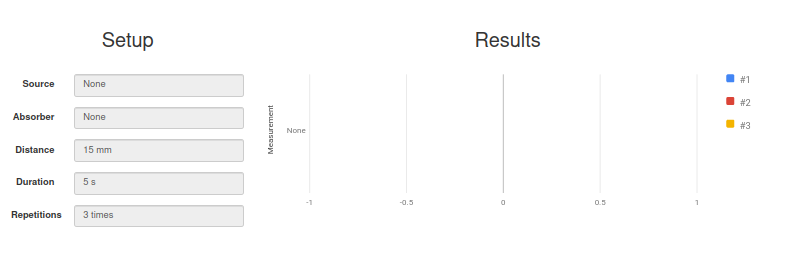 Setup
Results
Source None
Absorber None
Distance 15 mm
Duration 5 s
Repetitions 3 times
Measurement
None
-1 -0.5 0 0.5 1
#1
#2
#3